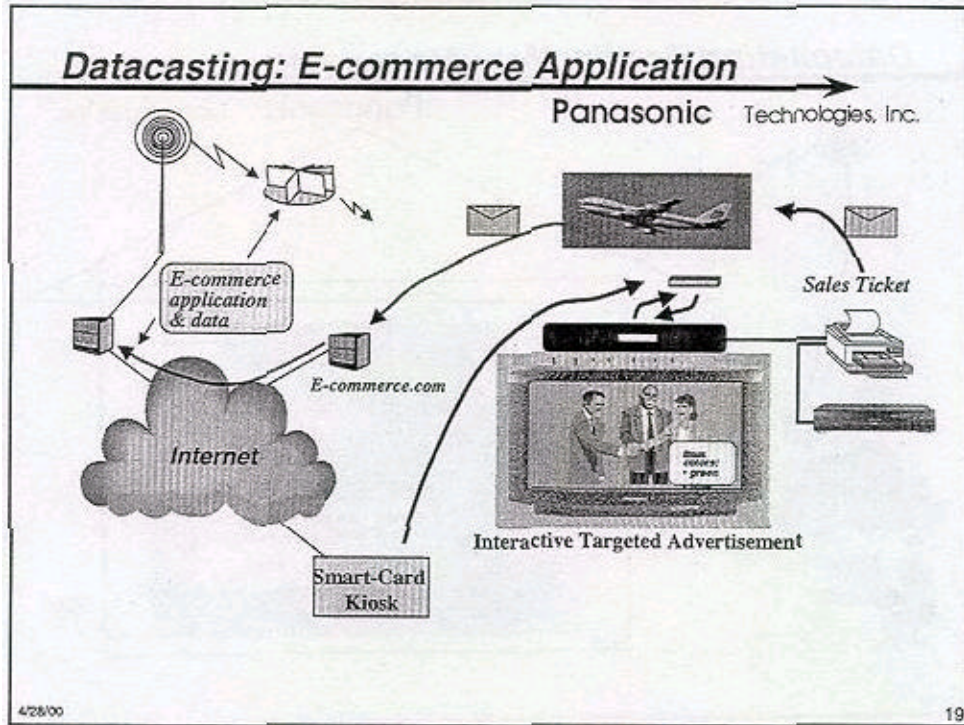 Datacasting: E-commerce Application
Panasonic Technologies, Inc.
E-commerce
application
& data
Sales Ticket
E-commerce.com
Internet
• green
Interactive Targeted Advertisement
Smart-Card
Kiosk
4/28/00
19